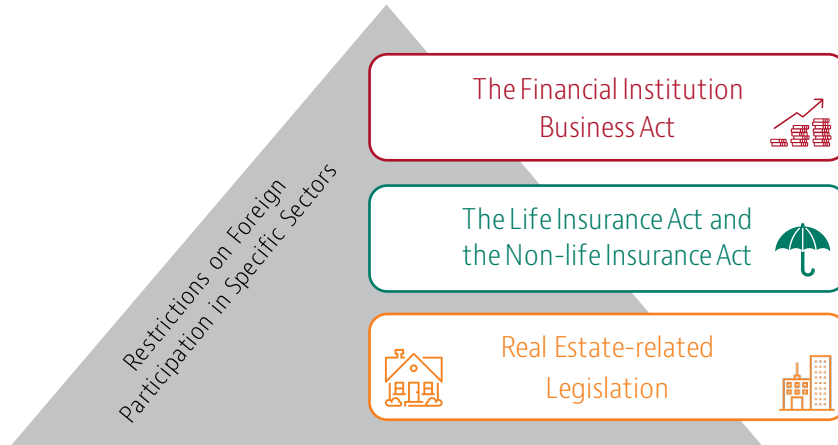 Restrictions on Foreign
Participation in Specific Sectors
The Financial Institution
Business Act
The Life Insurance Act and
the Non-life Insurance Act
Real Estate-related
Legislation